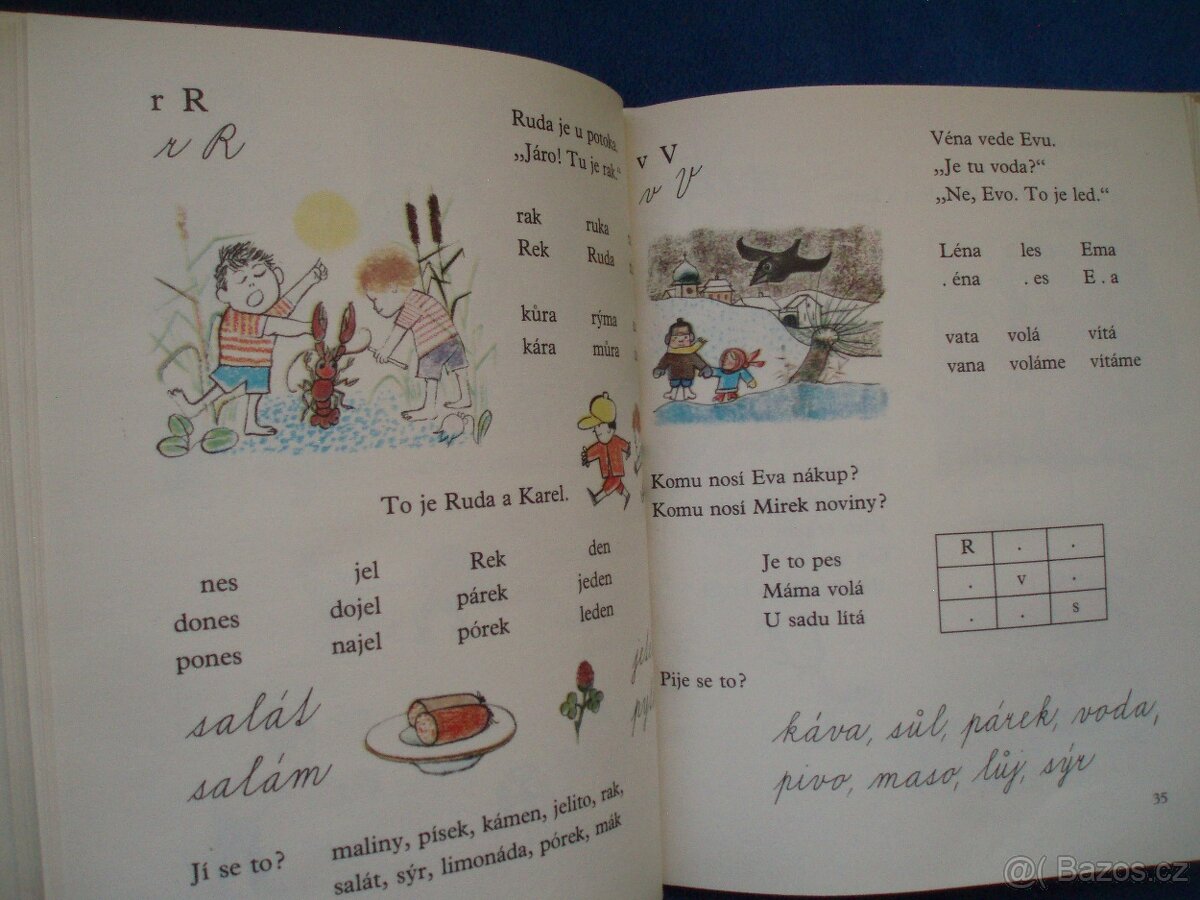 r R
r R
Ruda je u potoka.
„Járo! Tu je rak.“
rak ruka
Rek Ruda
kůra rýma
kára můra
To je Ruda a Karel.
nes jel Rek den
dones dojel párek jeden
pones najel pórek leden
salát
salám
Jí se to? maliny, písek, kámen, jelito, rak,
salát, sýr, limonáda, pórek, mák
v V
v V
Véna vede Evu.
„Je tu voda?“
„Ne, Evo. To je led.“
Léna les Ema
.éna .es E.a
vata volá vítá
vana voláme vítáme
Komu nosí Eva nákup?
Komu nosí Mirek noviny?
Je to pes
Máma volá
U sadu lítá
R . .
. v .
. . s
Pije se to?
káva, sůl, párek, voda,
pivo, maso, lůj, sýr
35
@( Bazos.cz